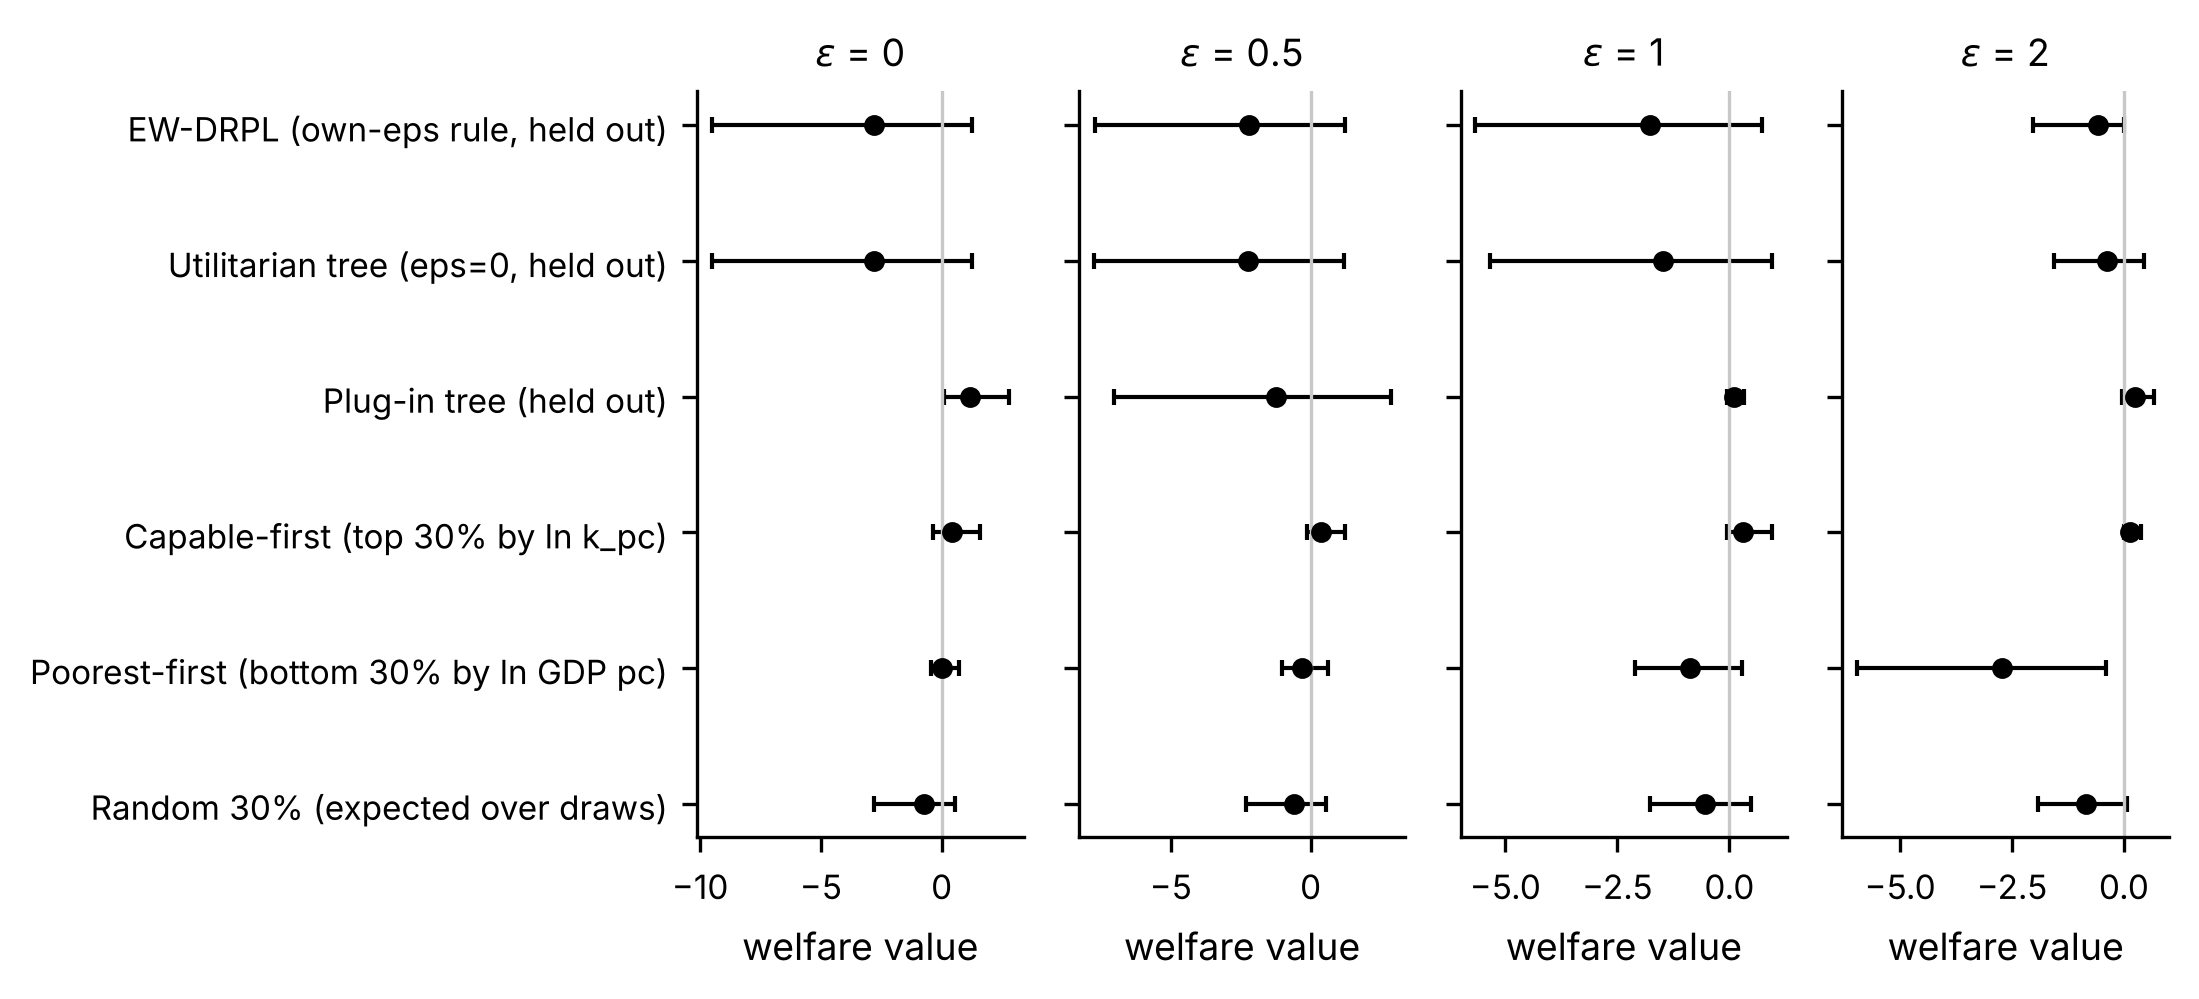 ε = 0
ε = 0.5
ε = 1
ε = 2
EW-DRPL (own-eps rule, held out)
Utilitarian tree (eps=0, held out)
Plug-in tree (held out)
Capable-first (top 30% by ln k_pc)
Poorest-first (bottom 30% by ln GDP pc)
Random 30% (expected over draws)
−10 −5 0
−5 0
−5.0 −2.5 0.0
−5.0 −2.5 0.0
welfare value
welfare value
welfare value
welfare value